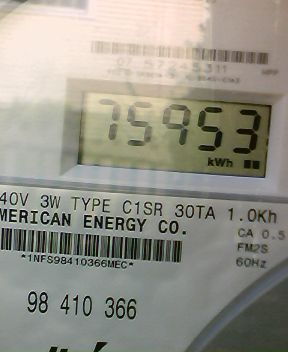 75953
kWh
40V 3W TYPE C1SR 30TA 1.0Kh
MERICAN ENERGY CO.
CA 0.5
FM2S
60Hz
*1NFS98410366MEC*
98 410 366